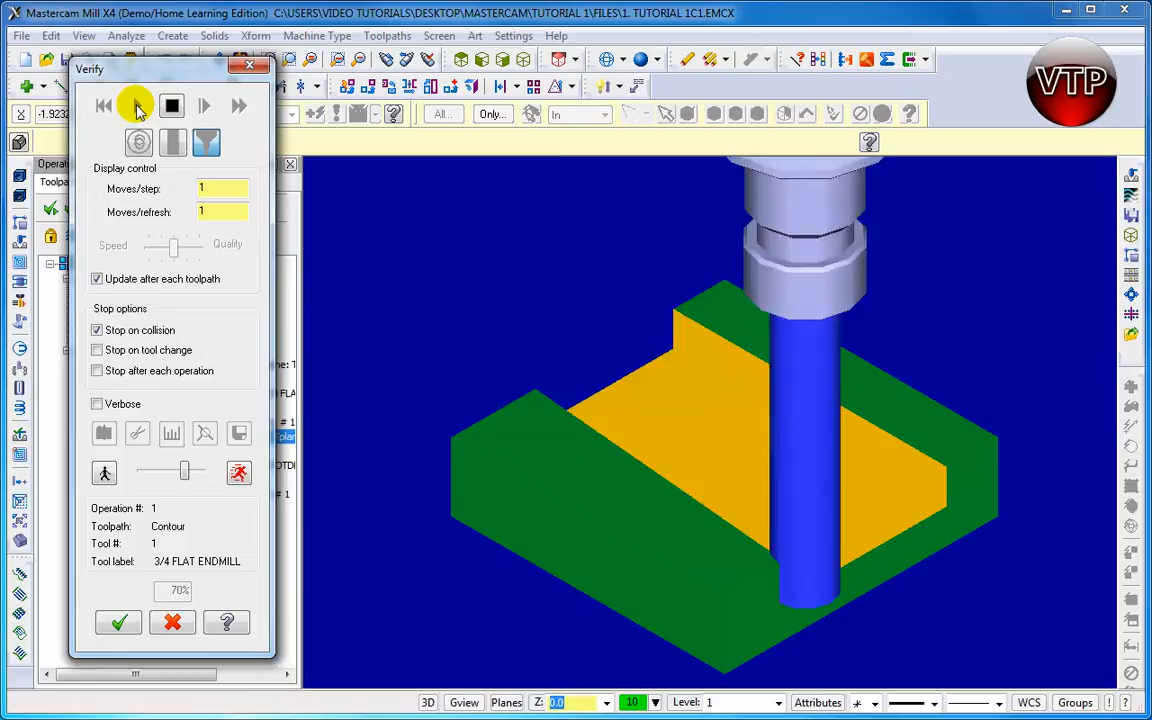 Mastercam Mill X4 (Demo/Home Learning Edition) C:\USERS\VIDEO TUTORIALS\DESKTOP\MASTERCAM\TUTORIAL 1\FILES\1. TUTORIAL 1C1.EMCX
File Edit View Analyze Create Solids Xform Machine Type Toolpaths Screen Art Settings Help
VTP
Verify
X -1.9232
All... Only... In
Display control
Moves/step: 1
Moves/refresh: 1
Speed Quality
Update after each toolpath
Stop options
Stop on collision
Stop on tool change
Stop after each operation
Verbose
Operation #: 1
Toolpath: Contour
Tool #: 1
Tool label: 3/4 FLAT ENDMILL
70%
3D Gview Planes Z: 0.0 10 Level: 1 Attributes WCS Groups ! ?